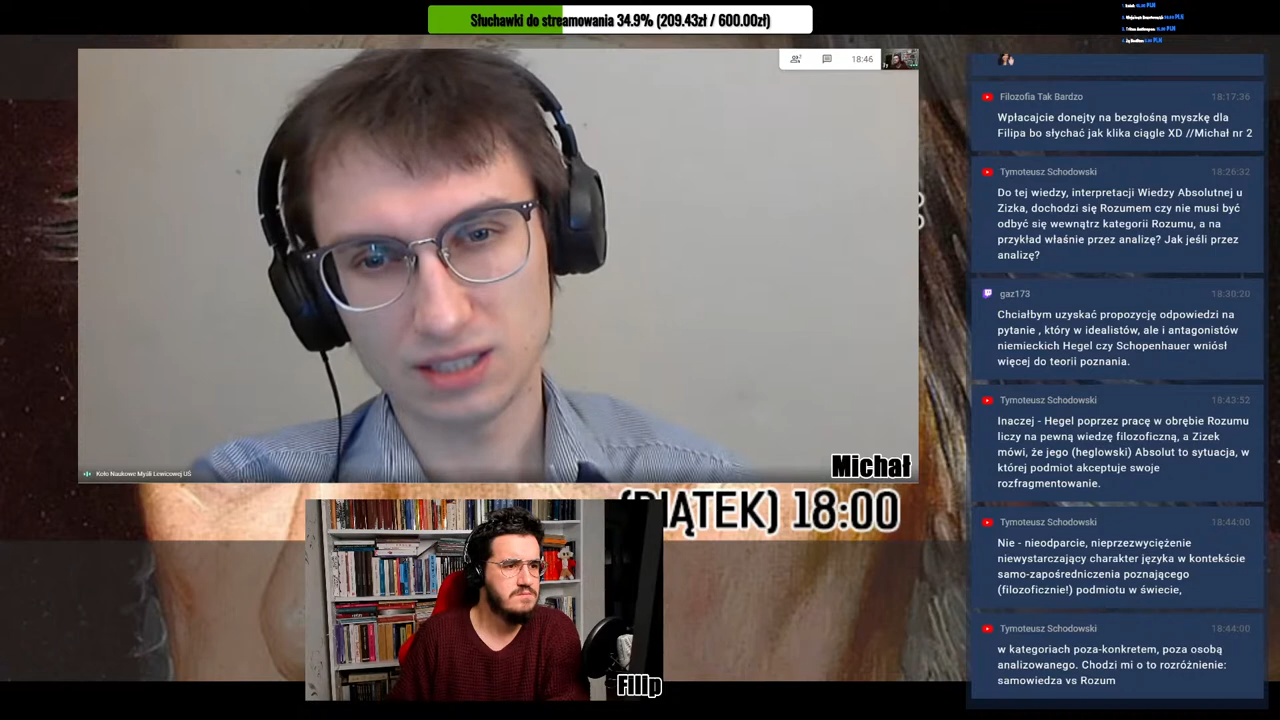 Słuchawki do streamowania 34.9% (209.43zł / 600.00zł)
18:46
Filozofia Tak Bardzo 18:17:36
Wpłacajcie donejty na bezgłośną myszkę dla
Filipa bo słychać jak klika ciągle XD //Michał nr 2
Tymoteusz Schodowski 18:26:32
Do tej wiedzy, interpretacji Wiedzy Absolutnej u
Zizka, dochodzi się Rozumem czy nie musi być
odbyć się wewnątrz kategorii Rozumu, a na
przykład właśnie przez analizę? Jak jeśli przez
analizę?
gaz173 18:30:20
Chciałbym uzyskać propozycję odpowiedzi na
pytanie , który w idealistów, ale i antagonistów
niemieckich Hegel czy Schopenhauer wniósł
więcej do teorii poznania.
Tymoteusz Schodowski 18:43:52
Inaczej - Hegel poprzez pracę w obrębie Rozumu
liczy na pewną wiedzę filozoficzną, a Zizek
mówi, że jego (heglowski) Absolut to sytuacja, w
której podmiot akceptuje swoje
rozfragmentowanie.
Tymoteusz Schodowski 18:44:00
Nie - nieodparcie, nieprzezwyciężenie
niewystarczający charakter języka w kontekście
samo-zapośredniczenia poznającego
(filozoficznie!) podmiotu w świecie,
Tymoteusz Schodowski 18:44:00
w kategoriach poza-konkretem, poza osobą
analizowanego. Chodzi mi o to rozróżnienie:
samowiedza vs Rozum
Koło Naukowe Myśli Lewicowej UŚ
Michał
(PIĄTEK) 18:00
Filip